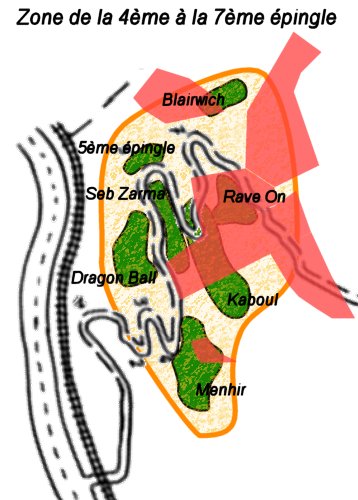 Zone de la 4ème à la 7ème épingle
Blairwich
5ème épingle
Seb Zarma
Rave On
Dragon Ball
Kaboul
Menhir